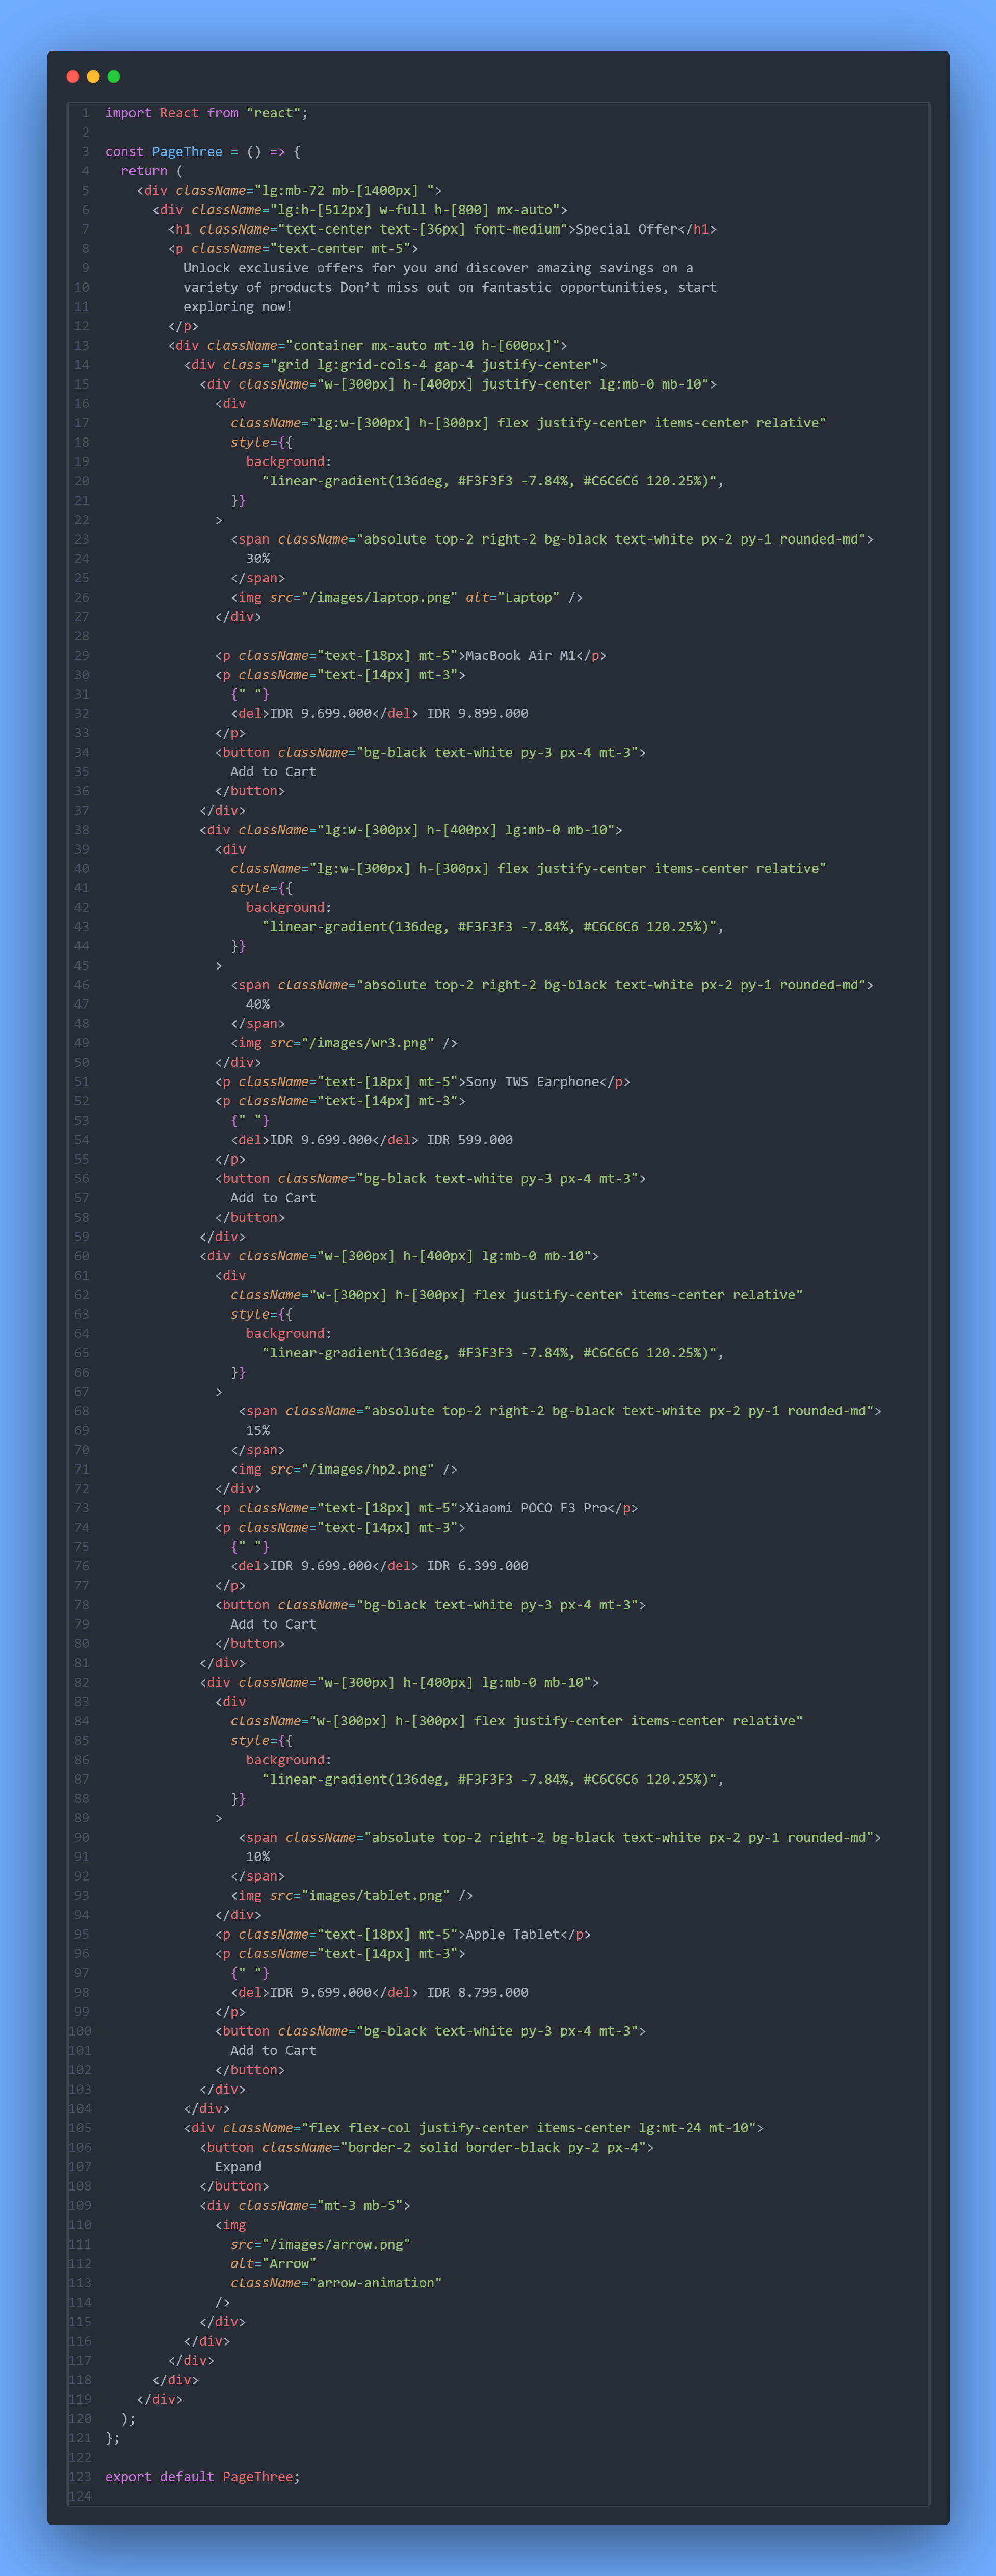 1 import React from "react";
2
3 const PageThree = () => {
4   return (
5     <div className="lg:mb-72 mb-[1400px] ">
6       <div className="lg:h-[512px] w-full h-[800] mx-auto">
7         <h1 className="text-center text-[36px] font-medium">Special Offer</h1>
8         <p className="text-center mt-5">
9           Unlock exclusive offers for you and discover amazing savings on a
10           variety of products Don’t miss out on fantastic opportunities, start
11           exploring now!
12         </p>
13         <div className="container mx-auto mt-10 h-[600px]">
14           <div class="grid lg:grid-cols-4 gap-4 justify-center">
15             <div className="w-[300px] h-[400px] justify-center lg:mb-0 mb-10">
16               <div
17                 className="lg:w-[300px] h-[300px] flex justify-center items-center relative"
18                 style={{
19                   background:
20                     "linear-gradient(136deg, #F3F3F3 -7.84%, #C6C6C6 120.25%)",
21                 }}
22               >
23                 <span className="absolute top-2 right-2 bg-black text-white px-2 py-1 rounded-md">
24                   30%
25                 </span>
26                 <img src="/images/laptop.png" alt="Laptop" />
27               </div>
28
29               <p className="text-[18px] mt-5">MacBook Air M1</p>
30               <p className="text-[14px] mt-3">
31                 {" "}
32                 <del>IDR 9.699.000</del> IDR 9.899.000
33               </p>
34               <button className="bg-black text-white py-3 px-4 mt-3">
35                 Add to Cart
36               </button>
37             </div>
38             <div className="lg:w-[300px] h-[400px] lg:mb-0 mb-10">
39               <div
40                 className="lg:w-[300px] h-[300px] flex justify-center items-center relative"
41                 style={{
42                   background:
43                     "linear-gradient(136deg, #F3F3F3 -7.84%, #C6C6C6 120.25%)",
44                 }}
45               >
46                 <span className="absolute top-2 right-2 bg-black text-white px-2 py-1 rounded-md">
47                   40%
48                 </span>
49                 <img src="/images/wr3.png" />
50               </div>
51               <p className="text-[18px] mt-5">Sony TWS Earphone</p>
52               <p className="text-[14px] mt-3">
53                 {" "}
54                 <del>IDR 9.699.000</del> IDR 599.000
55               </p>
56               <button className="bg-black text-white py-3 px-4 mt-3">
57                 Add to Cart
58               </button>
59             </div>
60             <div className="w-[300px] h-[400px] lg:mb-0 mb-10">
61               <div
62                 className="w-[300px] h-[300px] flex justify-center items-center relative"
63                 style={{
64                   background:
65                     "linear-gradient(136deg, #F3F3F3 -7.84%, #C6C6C6 120.25%)",
66                 }}
67               >
68                  <span className="absolute top-2 right-2 bg-black text-white px-2 py-1 rounded-md">
69                   15%
70                 </span>
71                 <img src="/images/hp2.png" />
72               </div>
73               <p className="text-[18px] mt-5">Xiaomi POCO F3 Pro</p>
74               <p className="text-[14px] mt-3">
75                 {" "}
76                 <del>IDR 9.699.000</del> IDR 6.399.000
77               </p>
78               <button className="bg-black text-white py-3 px-4 mt-3">
79                 Add to Cart
80               </button>
81             </div>
82             <div className="w-[300px] h-[400px] lg:mb-0 mb-10">
83               <div
84                 className="w-[300px] h-[300px] flex justify-center items-center relative"
85                 style={{
86                   background:
87                     "linear-gradient(136deg, #F3F3F3 -7.84%, #C6C6C6 120.25%)",
88                 }}
89               >
90                  <span className="absolute top-2 right-2 bg-black text-white px-2 py-1 rounded-md">
91                   10%
92                 </span>
93                 <img src="images/tablet.png" />
94               </div>
95               <p className="text-[18px] mt-5">Apple Tablet</p>
96               <p className="text-[14px] mt-3">
97                 {" "}
98                 <del>IDR 9.699.000</del> IDR 8.799.000
99               </p>
100               <button className="bg-black text-white py-3 px-4 mt-3">
101                 Add to Cart
102               </button>
103             </div>
104           </div>
105           <div className="flex flex-col justify-center items-center lg:mt-24 mt-10">
106             <button className="border-2 solid border-black py-2 px-4">
107               Expand
108             </button>
109             <div className="mt-3 mb-5">
110               <img
111                 src="/images/arrow.png"
112                 alt="Arrow"
113                 className="arrow-animation"
114               />
115             </div>
116           </div>
117         </div>
118       </div>
119     </div>
120   );
121 };
122
123 export default PageThree;
124